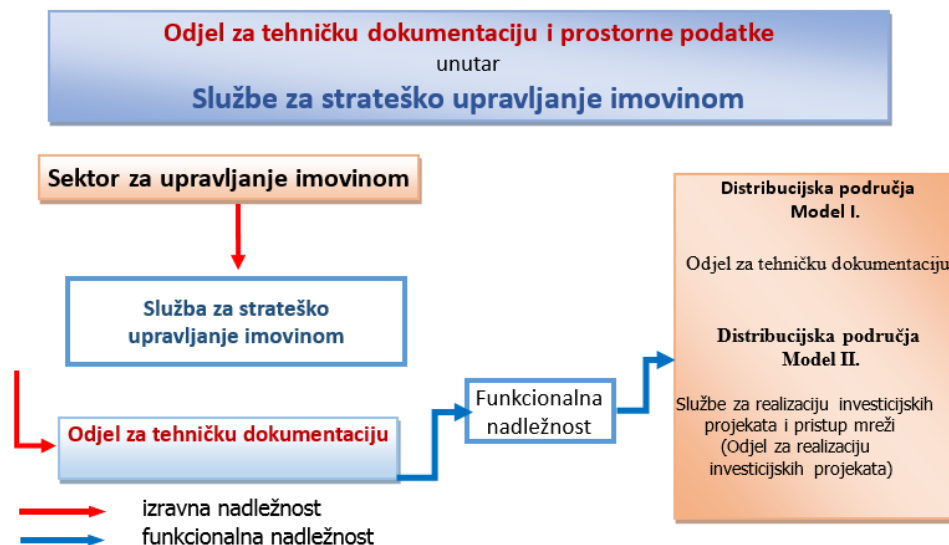 Odjel za tehničku dokumentaciju i prostorne podatke
unutar
Službe za strateško upravljanje imovinom
Sektor za upravljanje imovinom
Služba za strateško
upravljanje imovinom
Odjel za tehničku dokumentaciju
Funkcionalna
nadležnost
Distribucijska područja
Model I.
Odjel za tehničku dokumentaciju
Distribucijska područja
Model II.
Službe za realizaciju investicijskih
projekata i pristup mreži
(Odjel za realizaciju
investicijskih projekata)
izravna nadležnost
funkcionalna nadležnost